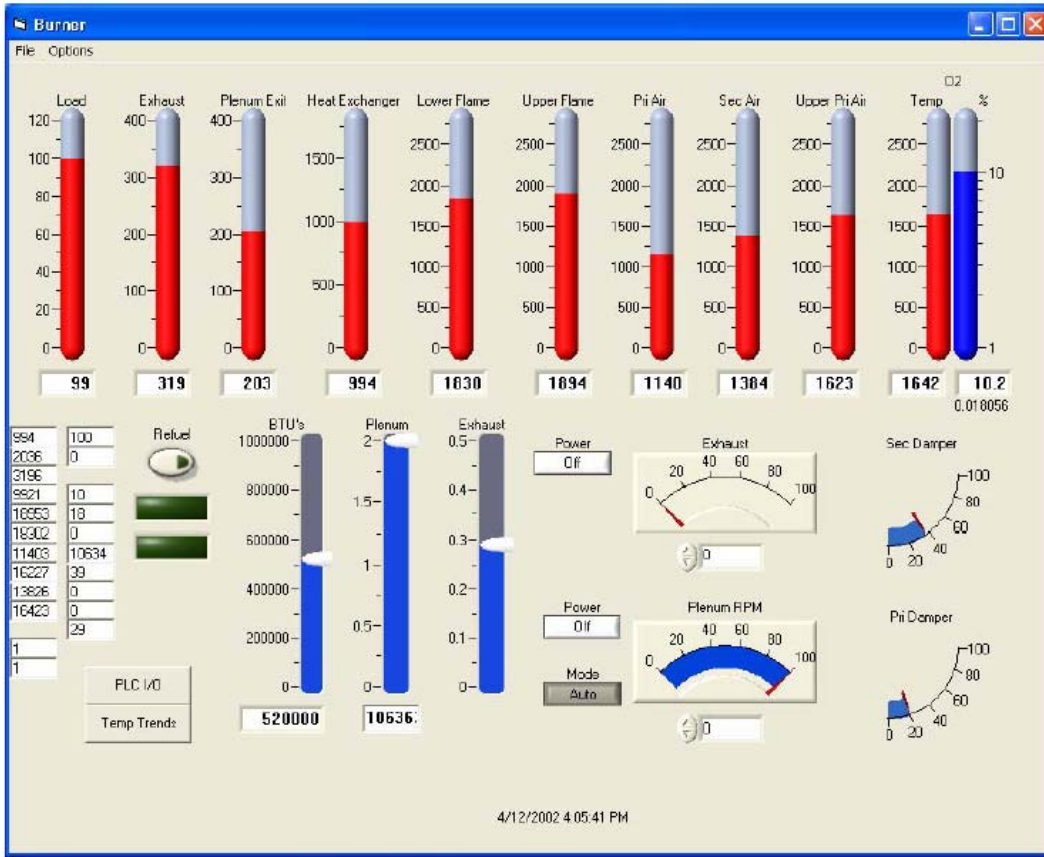 Burner
File Options
O2
Load Exhaust Plenum Exit Heat Exchanger Lower Flame Upper Flame Pri Air Sec Air Upper Pri Air Temp %
120 100 80 60 40 20 0
400 300 200 100 0
400 300 200 100 0
1500 1000 500 0
2500 2000 1500 1000 500 0
2500 2000 1500 1000 500 0
2500 2000 1500 1000 500 0
2500 2000 1500 1000 500 0
2500 2000 1500 1000 500 0
2500 2000 1500 1000 500 0
10 1
99 319 203 994 1830 1894 1140 1384 1623 1642 10.2
0.018056
994 100
2036 0
3196
9921 10
18953 18
18302 0
11403 10634
16227 39
13826 0
16423 0
29
1
1
Refuel
PLC I/O
Temp Trends
BTU's
1000000 800000 600000 400000 200000 0
520000
Plenum
2 1.5 1 0.5 0
10636
Exhaust
0.5 0.4 0.3 0.2 0.1 0
Power
Off
Exhaust
0 20 40 60 80 100
0
Power
Off
Mode
Auto
Plenum RPM
0 20 40 60 80 100
0
Sec Damper
0 20 40 60 80 100
Pri Damper
0 20 40 60 80 100
4/12/2002 4:05:41 PM